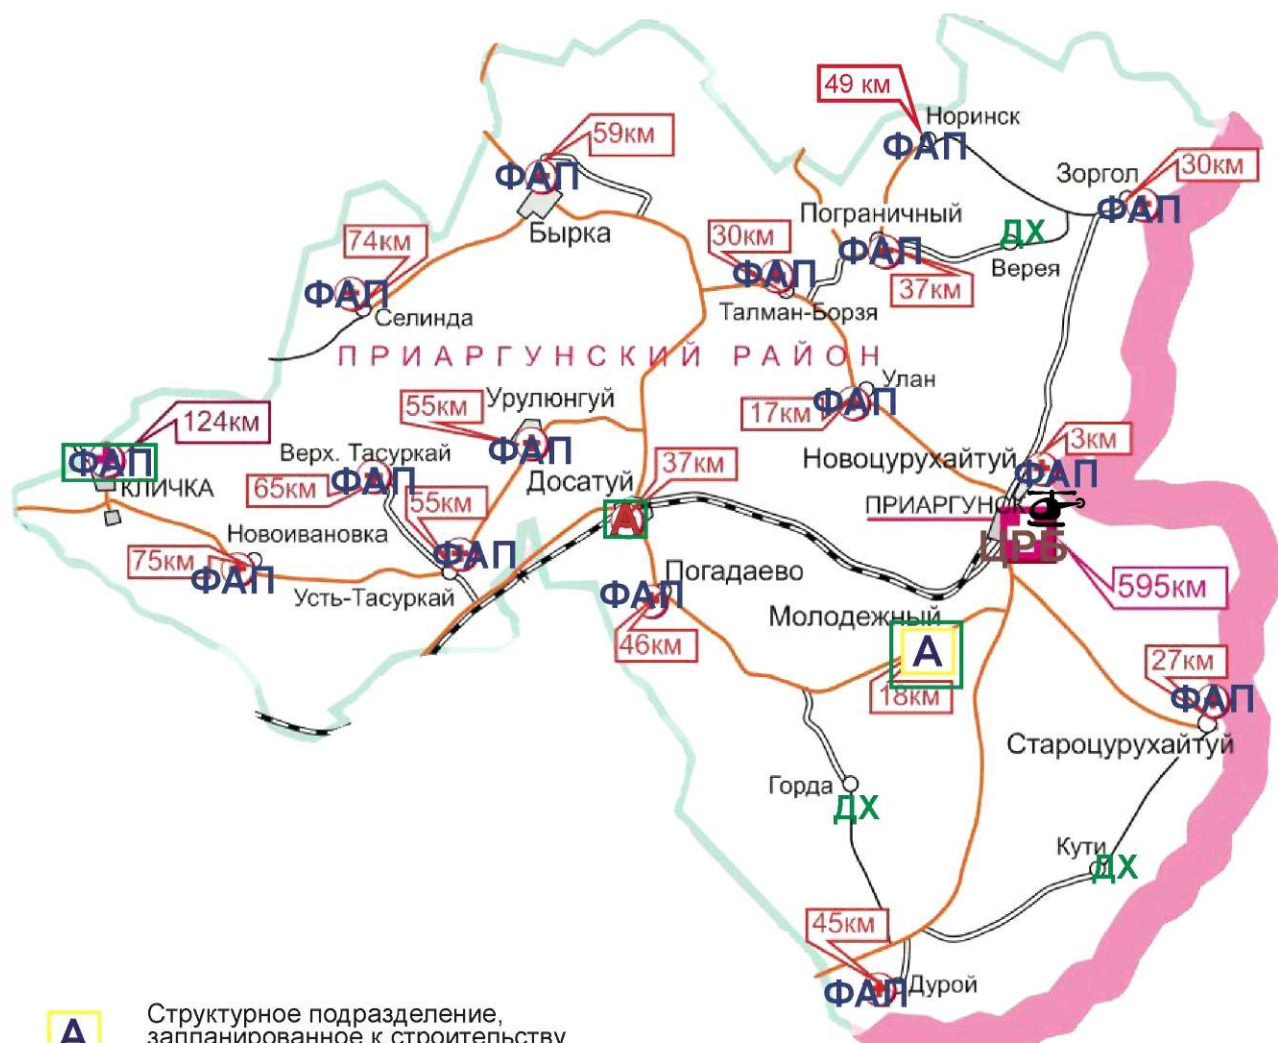 49 км
Норинск
ФАП
59км
ФАП
Бырка
Зоргол
30км
ФАП
Пограничный
ФАП
37км
ДХ
Верея
74км
ФАП
Селинда
30км
ФАП
Талман-Борзя
ПРИАРГУНСКИЙ РАЙОН
Улан
17км
ФАП
55км
Урулюнгуй
ФАП
124км
ФАП
КЛИЧКА
Верх. Тасуркай
65км
ФАП
55км
ФАП
Досатуй
37км
А
3км
Новоцурухайтуй
ФАП
ПРИАРГУНСК
ЦРБ
595км
Новоивановка
75км
ФАП
Усть-Тасуркай
Погадаево
ФАП
46км
Молодежный
А
18км
27км
ФАП
Староцурухайтуй
Горда
ДХ
Кути
ДХ
45км
ФАП
Дурой
А
Структурное подразделение,
запланированное к строительству